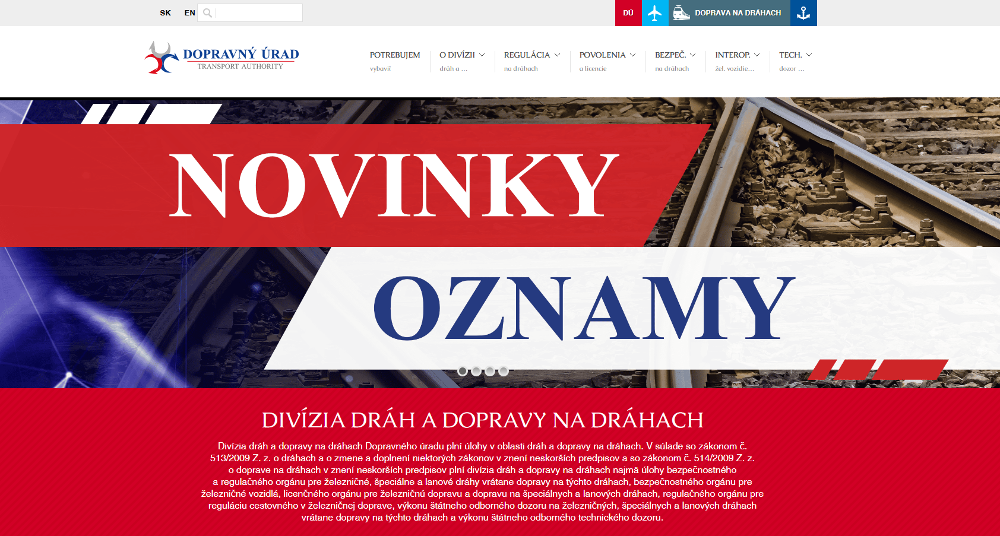 SK EN
DÚ DOPRAVA NA DRÁHACH
DOPRAVNÝ ÚRAD
TRANSPORT AUTHORITY
POTREBUJEM
vybaviť
O DIVÍZII
dráh a ...
REGULÁCIA
na dráhach
POVOLENIA
a licencie
BEZPEČ.
na dráhach
INTEROP.
žel. vozidie...
TECH.
dozor ...
NOVINKY
OZNAMY
DIVÍZIA DRÁH A DOPRAVY NA DRÁHACH
Divízia dráh a dopravy na dráhach Dopravného úradu plní úlohy v oblasti dráh a dopravy na dráhach. V súlade so zákonom č.
513/2009 Z. z. o dráhach a o zmene a doplnení niektorých zákonov v znení neskorších predpisov a so zákonom č. 514/2009 Z. z.
o doprave na dráhach v znení neskorších predpisov plní divízia dráh a dopravy na dráhach najmä úlohy bezpečnostného
a regulačného orgánu pre železničné, špeciálne a lanové dráhy vrátane dopravy na týchto dráhach, bezpečnostného orgánu pre
železničné vozidlá, licenčného orgánu pre železničnú dopravu a dopravu na špeciálnych a lanových dráhach, regulačného orgánu pre
reguláciu cestovného v železničnej doprave, výkonu štátneho odborného dozoru na železničných, špeciálnych a lanových dráhach
vrátane dopravy na týchto dráhach a výkonu štátneho odborného technického dozoru.